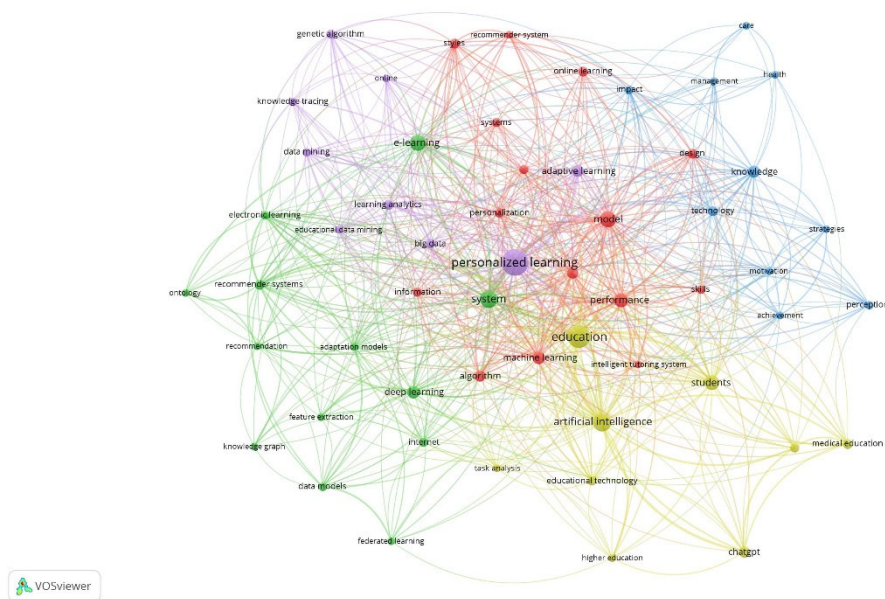 care
genetic algorithm
recommender system
styles
online learning
health
online
management
impact
knowledge tracing
systems
e-learning
data mining
design
adaptive learning
knowledge
learning analytics
electronic learning
personalization
model
technology
educational data mining
strategies
big data
personalized learning
motivation
recommender systems
ontology
information
system
performance
skills
perception
achievement
education
recommendation
adaptation models
machine learning
intelligent tutoring system
algorithm
students
deep learning
feature extraction
artificial intelligence
knowledge graph
internet
medical education
task analysis
educational technology
data models
federated learning
chatgpt
higher education
VOSviewer